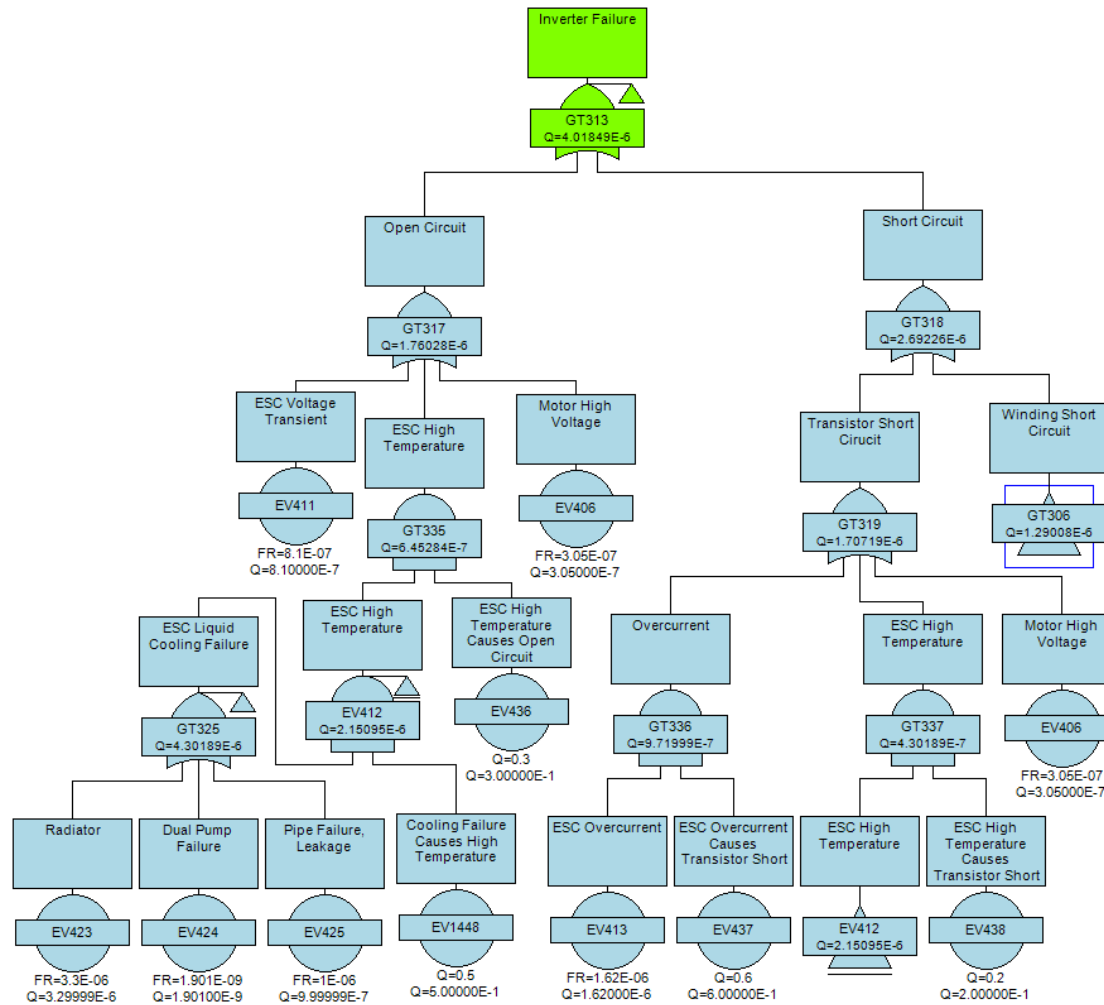 Inverter Failure
GT313
Q=4.01849E-6
Open Circuit
GT317
Q=1.76028E-6
Short Circuit
GT318
Q=2.69226E-6
ESC Voltage
Transient
EV411
FR=8.1E-07
Q=8.10000E-7
ESC High
Temperature
GT335
Q=6.45284E-7
Motor High
Voltage
EV406
FR=3.05E-07
Q=3.05000E-7
Transistor Short
Cirucit
GT319
Q=1.70719E-6
Winding Short
Circuit
GT306
Q=1.29008E-6
ESC Liquid
Cooling Failure
GT325
Q=4.30189E-6
ESC High
Temperature
EV412
Q=2.15095E-6
ESC High
Temperature
Causes Open
Circuit
EV436
Q=0.3
Q=3.00000E-1
Overcurrent
GT336
Q=9.71999E-7
ESC High
Temperature
GT337
Q=4.30189E-7
Motor High
Voltage
EV406
FR=3.05E-07
Q=3.05000E-7
Radiator
EV423
FR=3.3E-06
Q=3.29999E-6
Dual Pump
Failure
EV424
FR=1.901E-09
Q=1.90100E-9
Pipe Failure,
Leakage
EV425
FR=1E-06
Q=9.99999E-7
Cooling Failure
Causes High
Temperature
EV1448
Q=0.5
Q=5.00000E-1
ESC Overcurrent
EV413
FR=1.62E-06
Q=1.62000E-6
ESC Overcurrent
Causes
Transistor Short
EV437
Q=0.6
Q=6.00000E-1
ESC High
Temperature
EV412
Q=2.15095E-6
ESC High
Temperature
Causes
Transistor Short
EV438
Q=0.2
Q=2.00000E-1